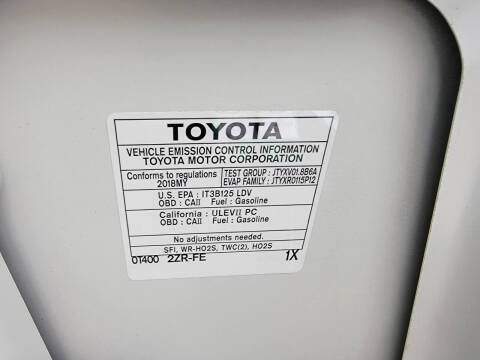 TOYOTA
VEHICLE EMISSION CONTROL INFORMATION
TOYOTA MOTOR CORPORATION
Conforms to regulations 2018MY
TEST GROUP : JTYXV01.8B6A
EVAP FAMILY : JTYXR0115P12
U.S. EPA : IT3B125 LDV
OBD : CAII Fuel : Gasoline
California : ULEVII PC
OBD : CAII Fuel : Gasoline
No adjustments needed.
SFI, WR-HO2S, TWC(2), HO2S
0T400 2ZR-FE 1X